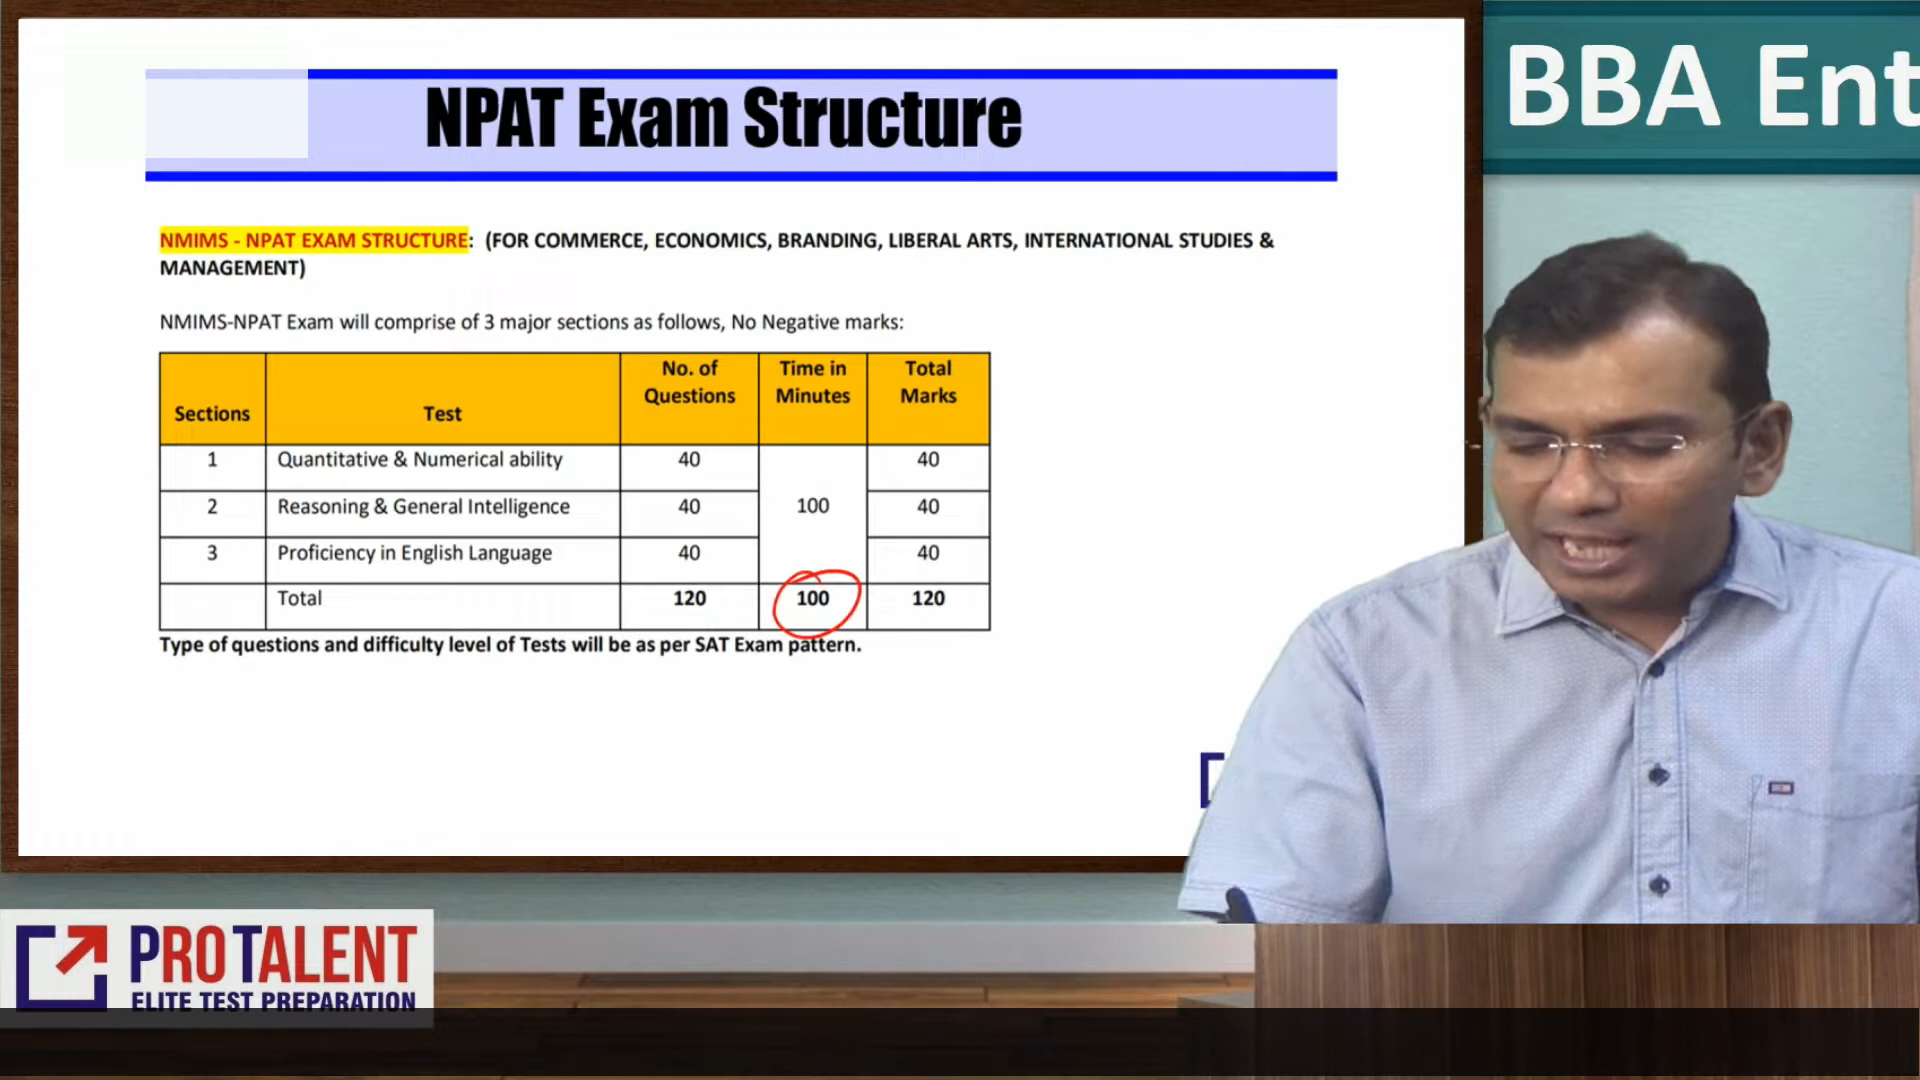 NPAT Exam Structure
BBA Ent
NMIMS - NPAT EXAM STRUCTURE: (FOR COMMERCE, ECONOMICS, BRANDING, LIBERAL ARTS, INTERNATIONAL STUDIES &
MANAGEMENT)
NMIMS-NPAT Exam will comprise of 3 major sections as follows, No Negative marks:
Sections Test No. of Questions Time in Minutes Total Marks
1 Quantitative & Numerical ability 40 40
2 Reasoning & General Intelligence 40 100 40
3 Proficiency in English Language 40 40
Total 120 100 120
Type of questions and difficulty level of Tests will be as per SAT Exam pattern.
PROTALENT
ELITE TEST PREPARATION